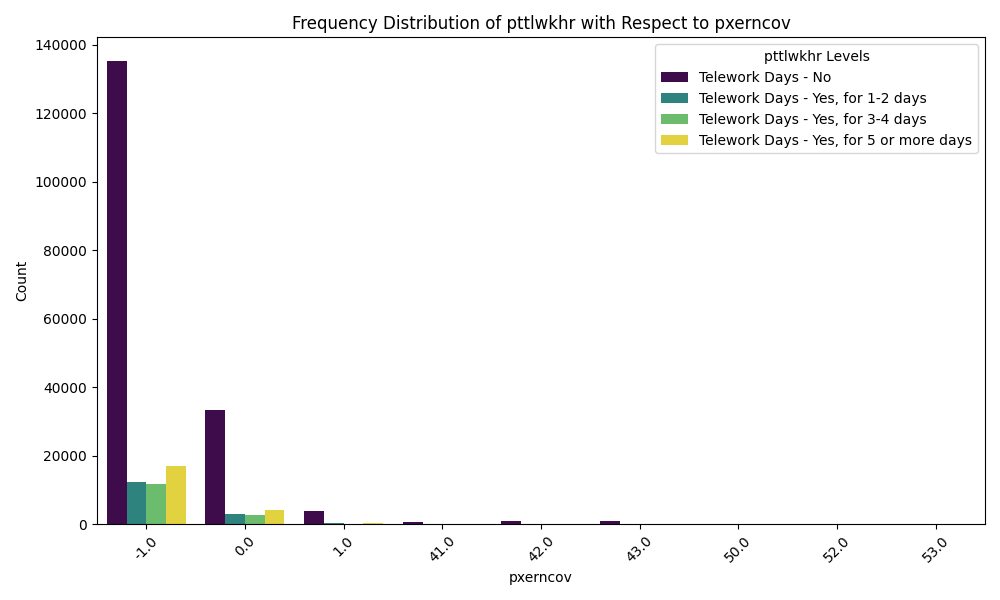 Frequency Distribution of pttlwkhr with Respect to pxerncov
pttlwkhr Levels
Telework Days - No
Telework Days - Yes, for 1-2 days
Telework Days - Yes, for 3-4 days
Telework Days - Yes, for 5 or more days
Count
140000
120000
100000
80000
60000
40000
20000
0
-1.0
0.0
1.0
41.0
42.0
43.0
50.0
52.0
53.0
pxerncov